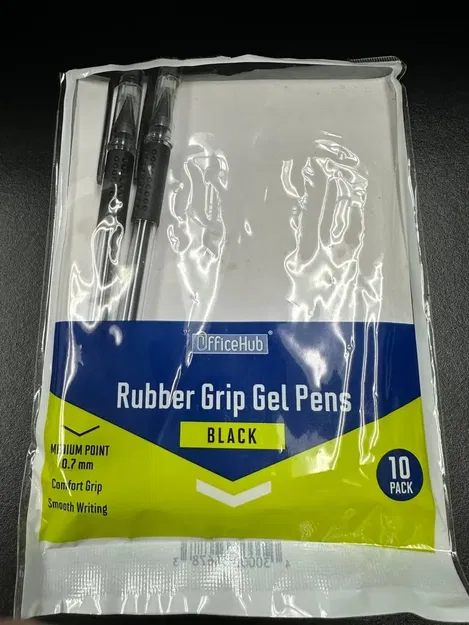 OfficeHub®
Rubber Grip Gel Pens
BLACK
MEDIUM POINT
0.7 mm
Comfort Grip
Smooth Writing
10
PACK